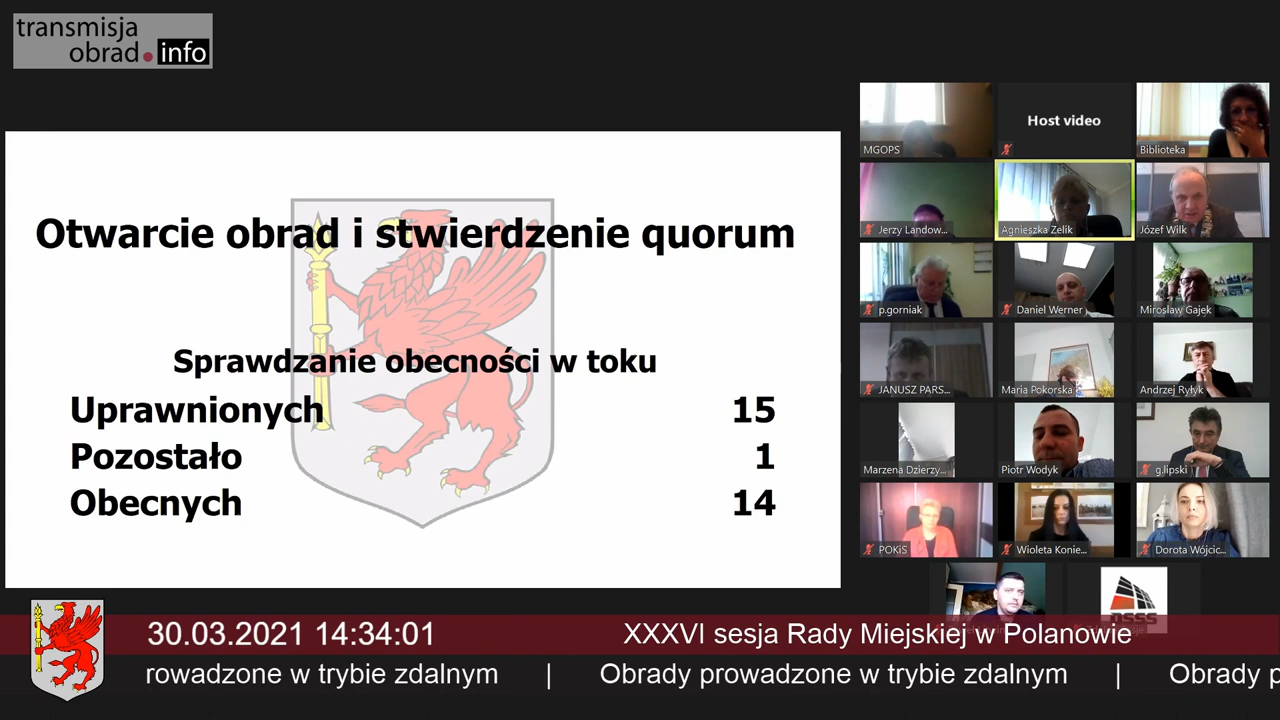 transmisja
obrad.info
Otwarcie obrad i stwierdzenie quorum
Sprawdzanie obecności w toku
Uprawnionych 15
Pozostało 1
Obecnych 14
MGOPS
Host video
Biblioteka
Jerzy Landow...
Agnieszka Zelik
Józef Wilk
p.gorniak
Daniel Werner
Miroslaw Gajek
JANUSZ PARS...
Maria Pokorska
Andrzej Ryłyk
Marzena Dzierzy...
Piotr Wodyk
g.lipski
POKiS
Wioleta Konie...
Dorota Wójcic...
30.03.2021 14:34:01
XXXVI sesja Rady Miejskiej w Polanowie
rowadzone w trybie zdalnym | Obrady prowadzone w trybie zdalnym | Obrady p